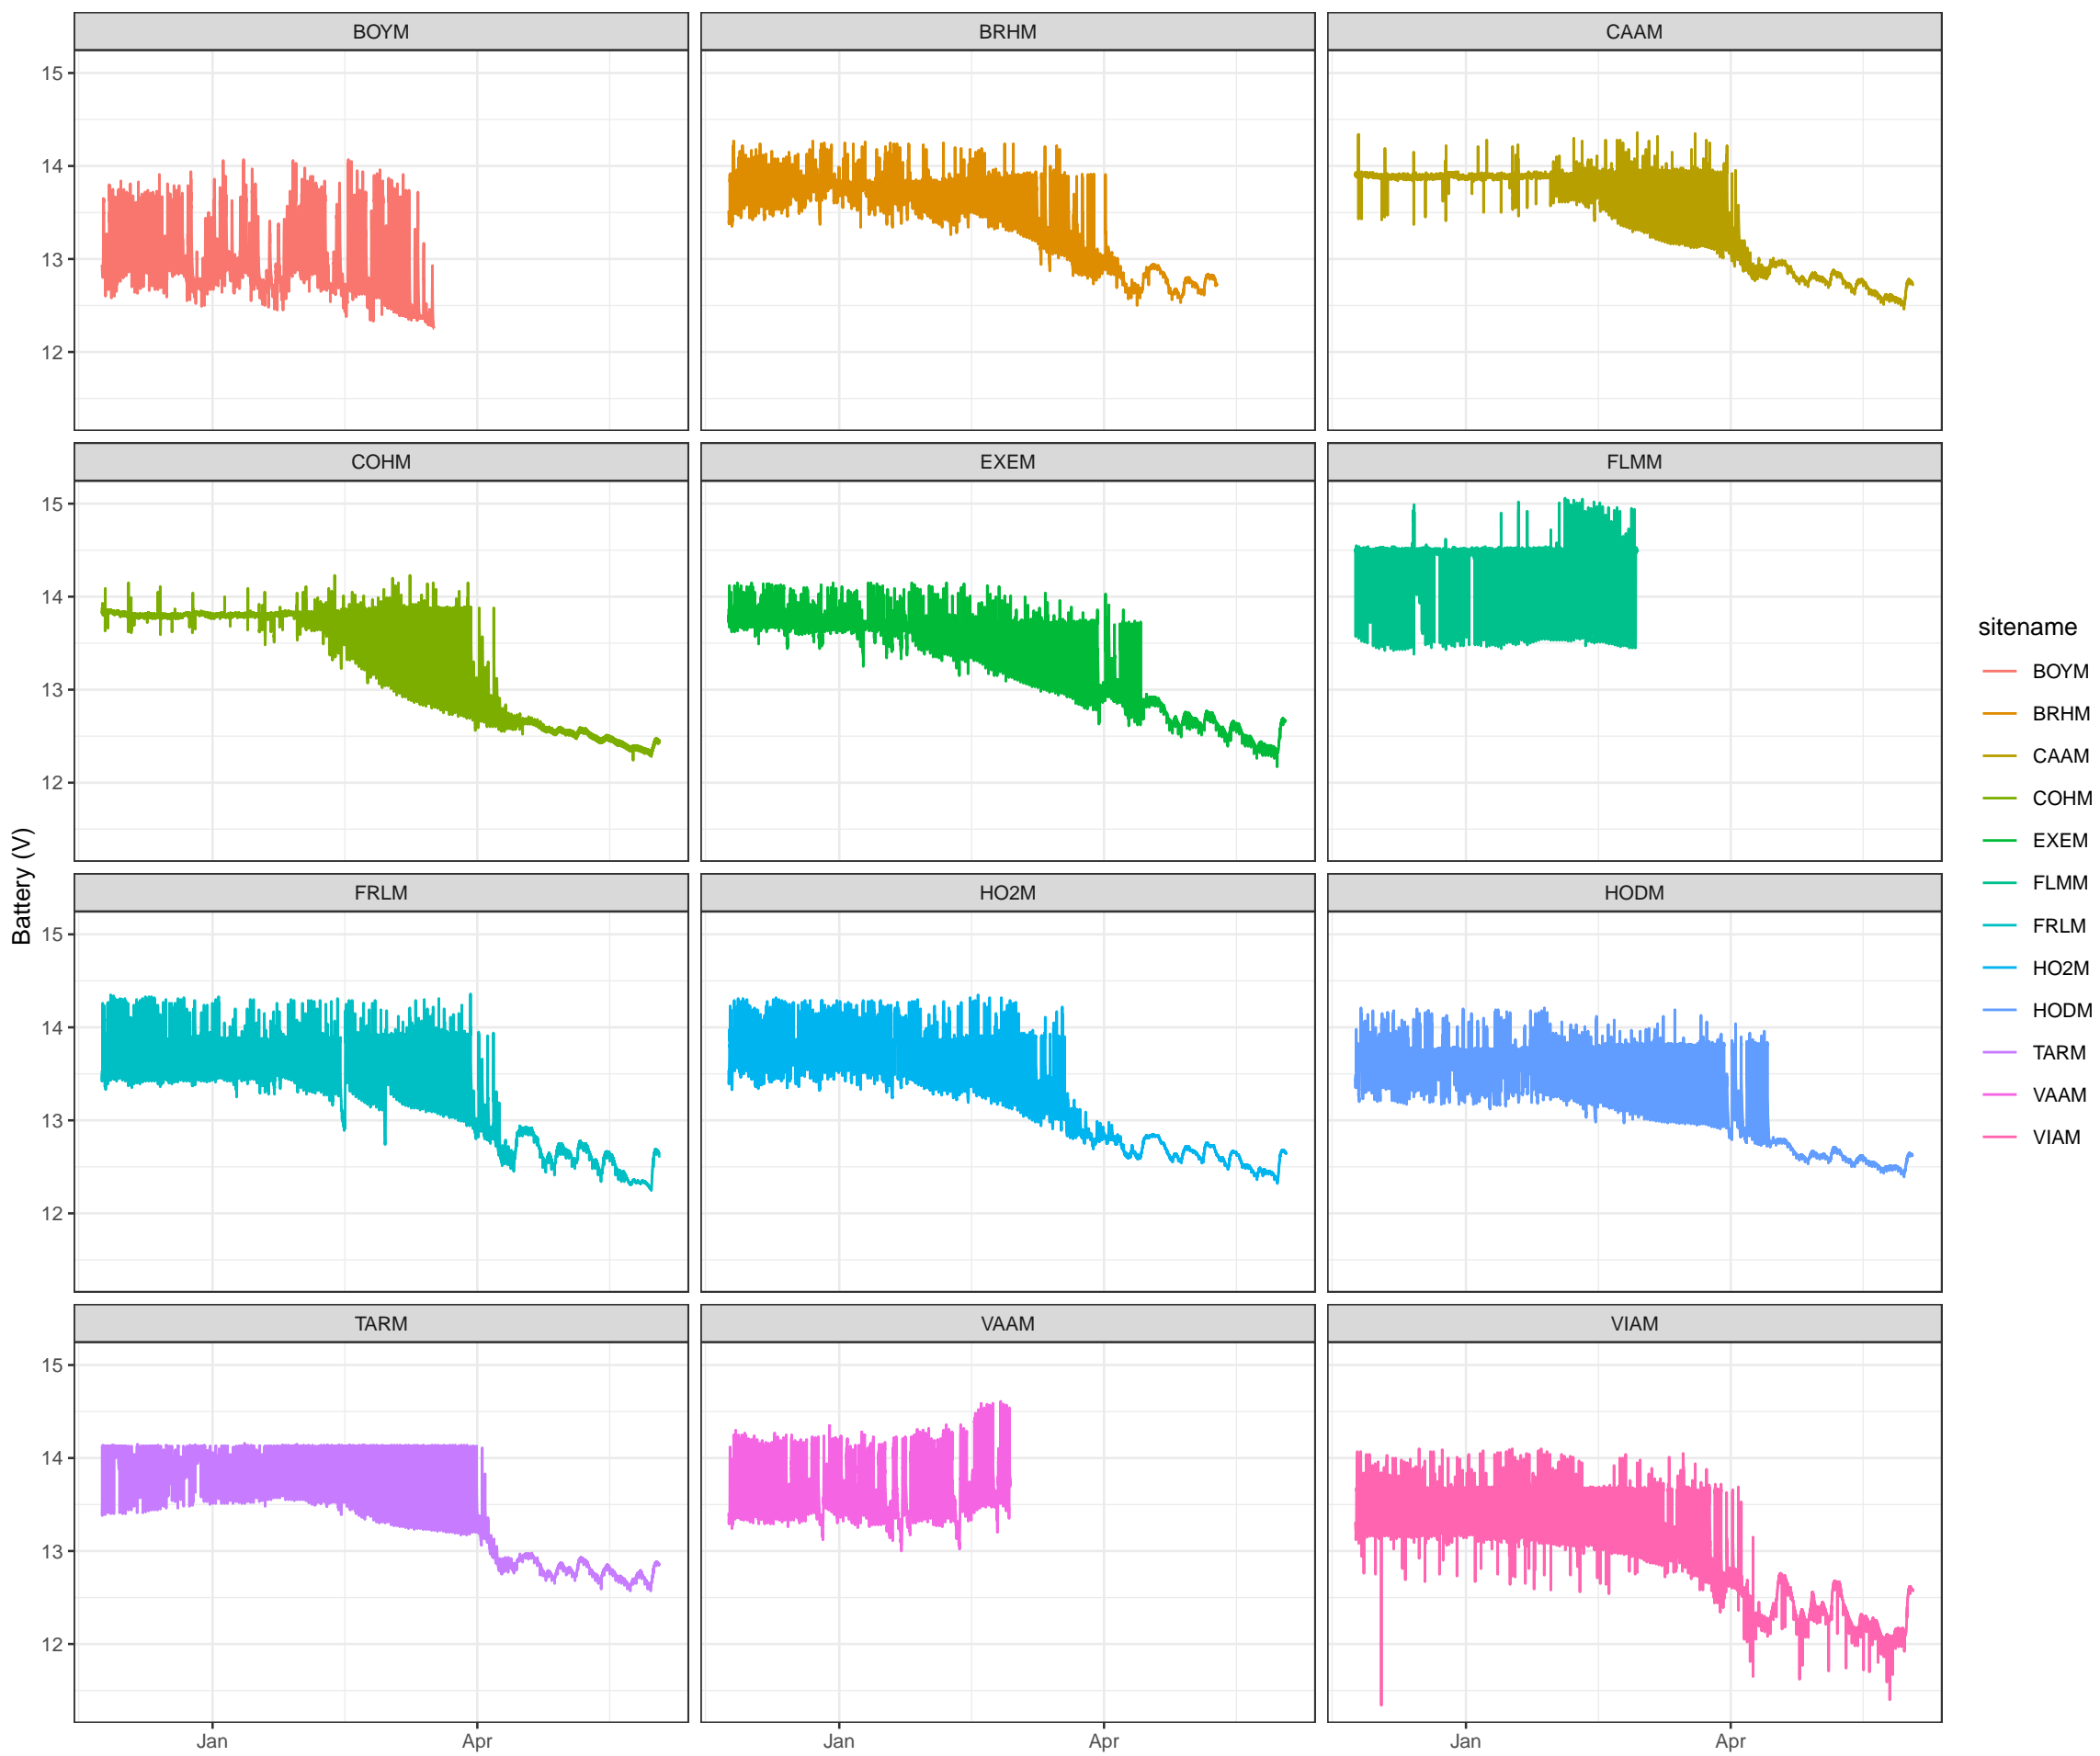 BOYM BRHM CAAM
15
14
13
12
COHM EXEM FLMM
15
14
13
12
FRLM HO2M HODM
15
14
13
12
TARM VAAM VIAM
15
14
13
12
Jan Apr Jan Apr Jan Apr
Battery (V)
sitename
BOYM
BRHM
CAAM
COHM
EXEM
FLMM
FRLM
HO2M
HODM
TARM
VAAM
VIAM